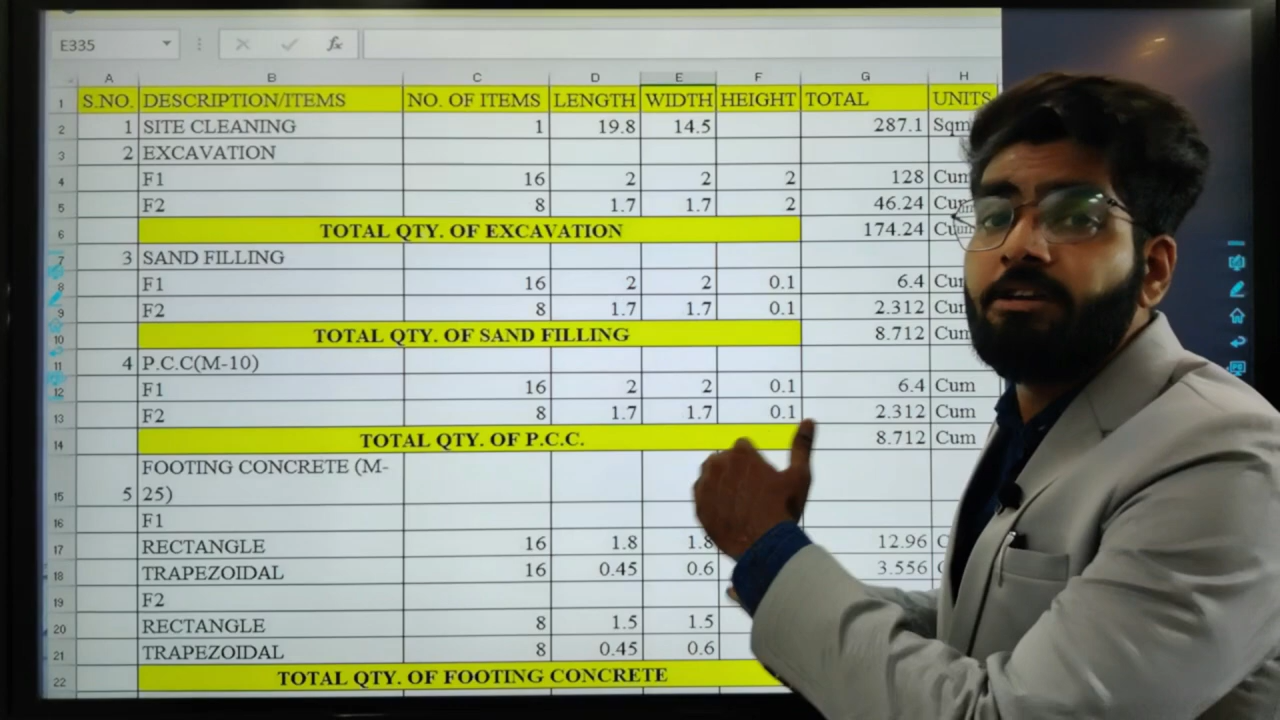 E335 fx
A B C D E F G H
1 S.NO. DESCRIPTION/ITEMS NO. OF ITEMS LENGTH WIDTH HEIGHT TOTAL UNITS
2 1 SITE CLEANING 1 19.8 14.5 287.1 Sqm
3 2 EXCAVATION
4 F1 16 2 2 2 128 Cum
5 F2 8 1.7 1.7 2 46.24 Cum
6 TOTAL QTY. OF EXCAVATION 174.24 Cum
7 3 SAND FILLING
8 F1 16 2 2 0.1 6.4 Cum
9 F2 8 1.7 1.7 0.1 2.312 Cum
10 TOTAL QTY. OF SAND FILLING 8.712 Cum
11 4 P.C.C(M-10)
12 F1 16 2 2 0.1 6.4 Cum
13 F2 8 1.7 1.7 0.1 2.312 Cum
14 TOTAL QTY. OF P.C.C. 8.712 Cum
FOOTING CONCRETE (M-
15 5 25)
16 F1
17 RECTANGLE 16 1.8 1.8 12.96 C
18 TRAPEZOIDAL 16 0.45 0.6 3.556
19 F2
20 RECTANGLE 8 1.5 1.5
21 TRAPEZOIDAL 8 0.45 0.6
22 TOTAL QTY. OF FOOTING CONCRETE